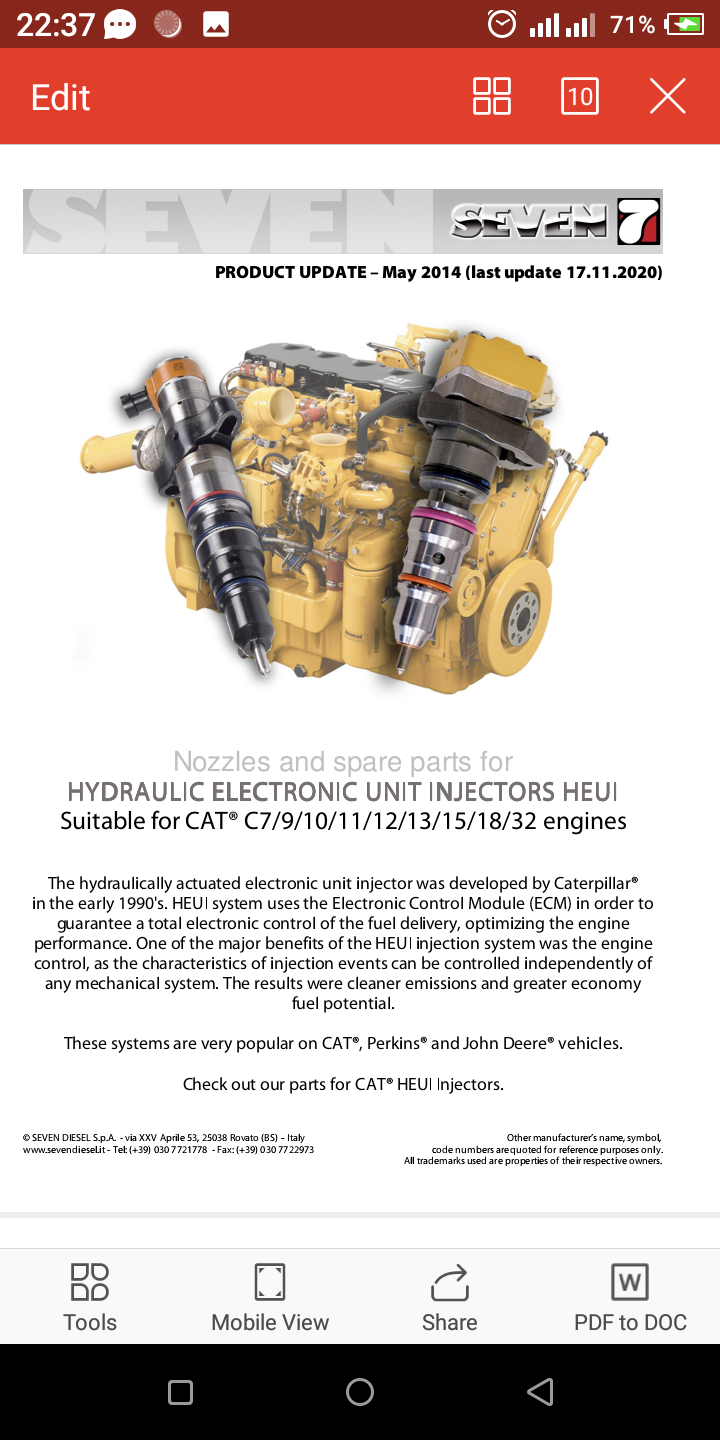 22:37
71%
Edit
10
SEVEN
SEVEN 7
PRODUCT UPDATE – May 2014 (last update 17.11.2020)
CAT
Nozzles and spare parts for
HYDRAULIC ELECTRONIC UNIT INJECTORS HEUI
Suitable for CAT® C7/9/10/11/12/13/15/18/32 engines
The hydraulically actuated electronic unit injector was developed by Caterpillar®
in the early 1990's. HEUI system uses the Electronic Control Module (ECM) in order to
guarantee a total electronic control of the fuel delivery, optimizing the engine
performance. One of the major benefits of the HEUI injection system was the engine
control, as the characteristics of injection events can be controlled independently of
any mechanical system. The results were cleaner emissions and greater economy
fuel potential.
These systems are very popular on CAT®, Perkins® and John Deere® vehicles.
Check out our parts for CAT® HEUI Injectors.
© SEVEN DIESEL S.p.A. - via XXV Aprile 53, 25038 Rovato (BS) – Italy
www.sevendiesel.it - Tel: (+39) 030 7721778 - Fax: (+39) 030 7722973
Other manufacturer's name, symbol,
code numbers are quoted for reference purposes only.
All trademarks used are properties of their respective owners.
Tools
Mobile View
Share
W
PDF to DOC